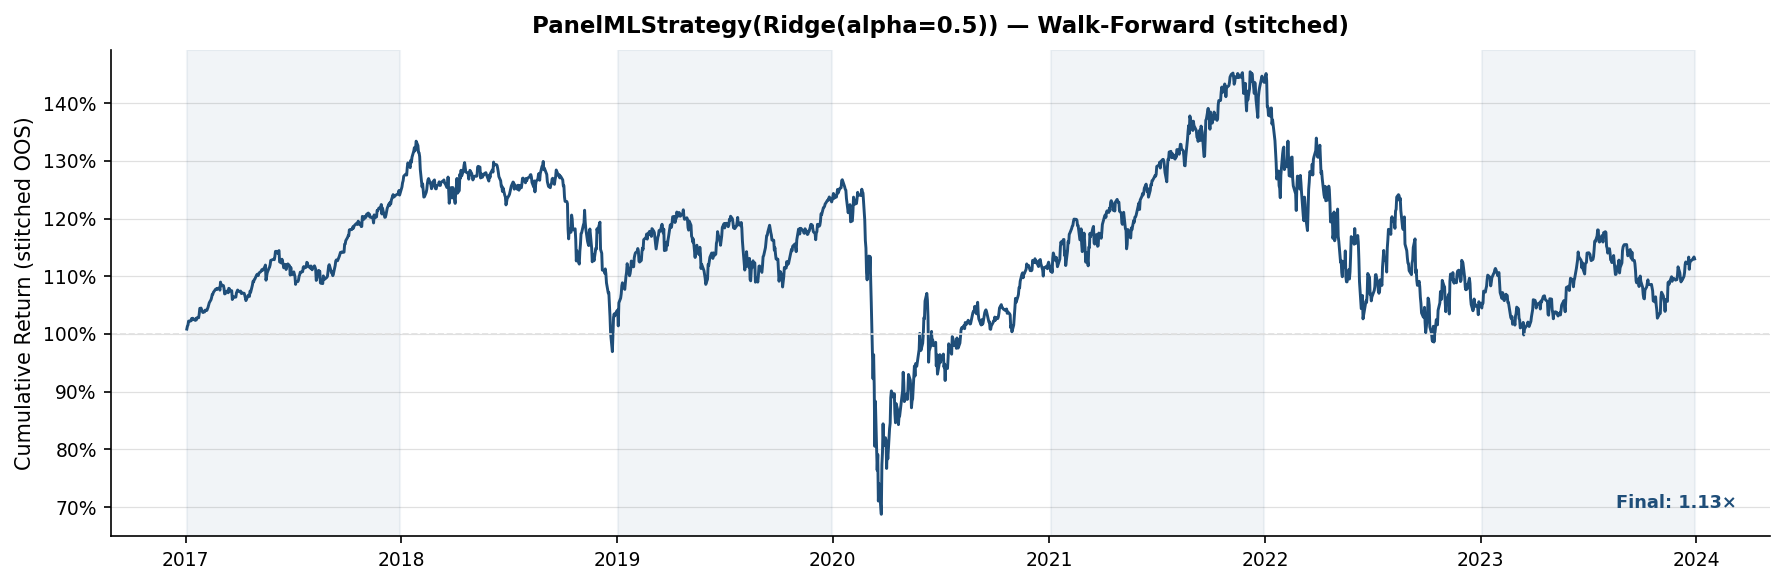 PanelMLStrategy(Ridge(alpha=0.5)) — Walk-Forward (stitched)
Cumulative Return (stitched OOS)
140%
130%
120%
110%
100%
90%
80%
70%
Final: 1.13×
2017 2018 2019 2020 2021 2022 2023 2024